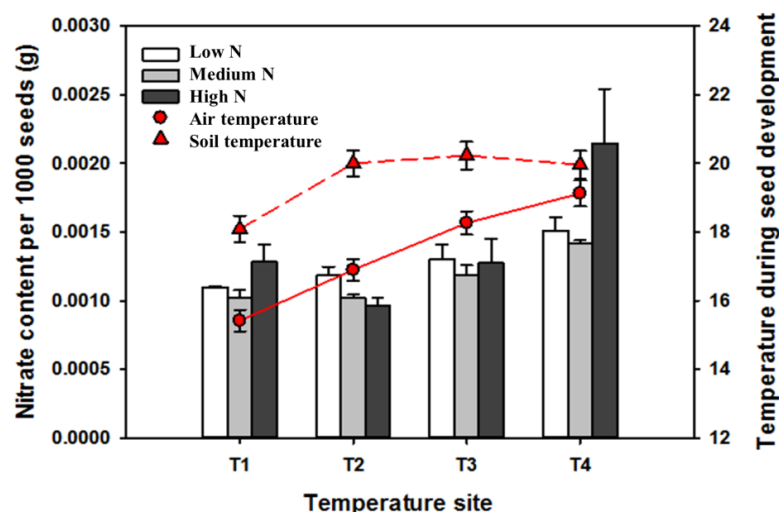 Nitrate content per 1000 seeds (g)
0.0030
0.0025
0.0020
0.0015
0.0010
0.0005
0.0000
Low N
Medium N
High N
Air temperature
Soil temperature
24
22
20
18
16
14
12
Temperature during seed development
T1 T2 T3 T4
Temperature site